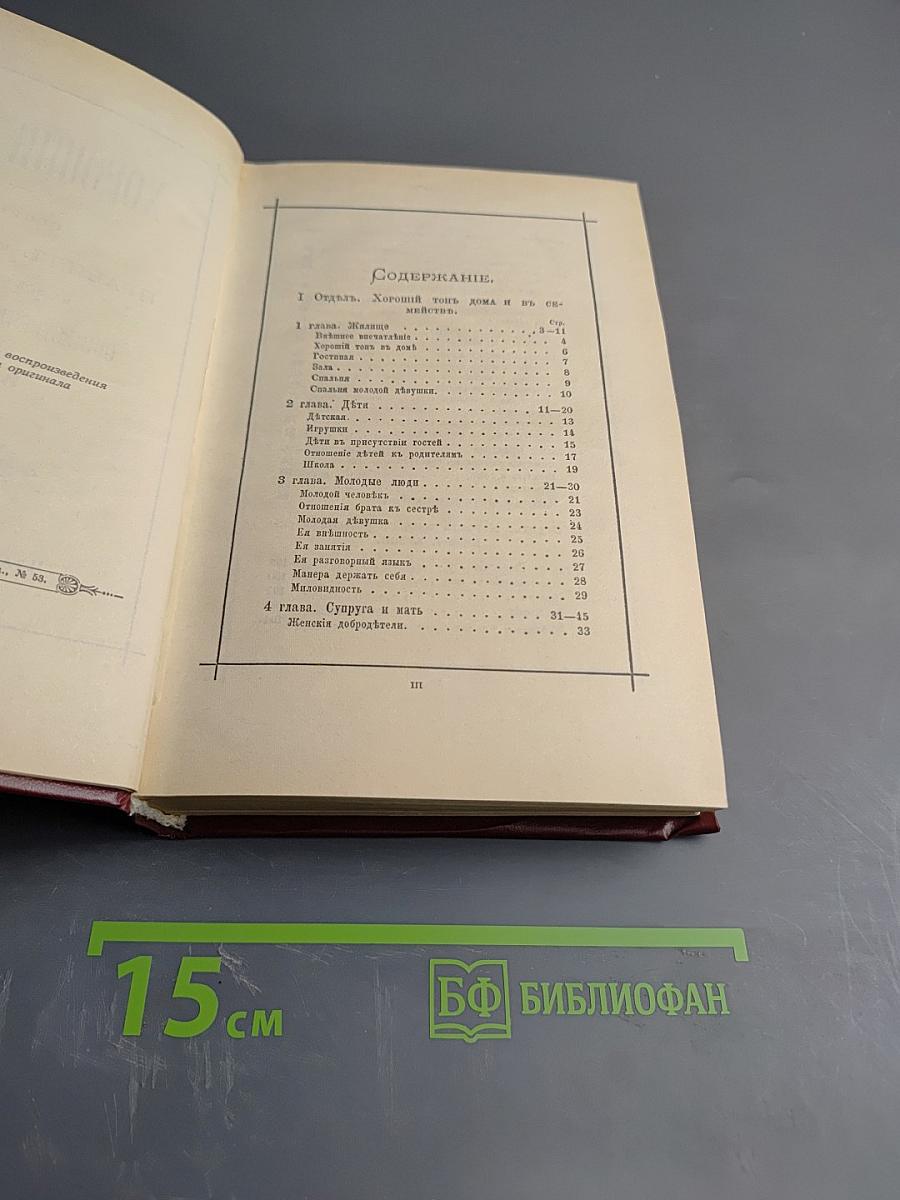 воспроизведения
оригинала
№ 53.
Содержаніе.
I Отдѣлъ. Хорошій тонъ дома и въ се-
мействѣ.
Стр.
1 глава. Жилище . . . . . . . . . . . 3—11
Внѣшнее впечатлѣніе . . . . . . . . . . . 4
Хорошій тонъ въ домѣ . . . . . . . . . . . 6
Гостиная . . . . . . . . . . . 7
Зала . . . . . . . . . . . 8
Спальня . . . . . . . . . . . 9
Спальня молодой дѣвушки. . . . . . . . . . . 10
2 глава. Дѣти . . . . . . . . . . . 11—20
Дѣтская. . . . . . . . . . . 13
Игрушки . . . . . . . . . . . 14
Дѣти въ присутствіи гостей . . . . . . . . . . . 15
Отношеніе дѣтей къ родителямъ . . . . . . . . . . . 17
Школа . . . . . . . . . . . 19
3 глава. Молодые люди . . . . . . . . . . . 21—30
Молодой человѣкъ . . . . . . . . . . . 21
Отношенія брата къ сестрѣ . . . . . . . . . . . 23
Молодая дѣвушка . . . . . . . . . . . 24
Ея внѣшность . . . . . . . . . . . 25
Ея занятія . . . . . . . . . . . 26
Ея разговорный языкъ . . . . . . . . . . . 27
Манера держать себя . . . . . . . . . . . 28
Миловидность . . . . . . . . . . . 29
4 глава. Супруга и мать . . . . . . . . . . . 31—45
Женскія добродѣтели. . . . . . . . . . . 33
III
15 см
БФ БИБЛИОФАН